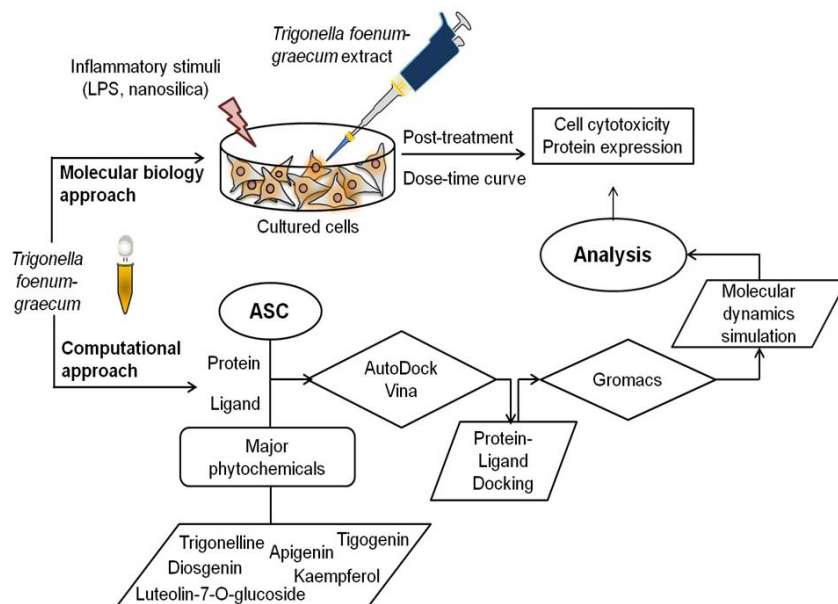 Trigonella foenum-
graecum extract
Inflammatory stimuli
(LPS, nanosilica)
Molecular biology
approach
Cultured cells
Post-treatment
Dose-time curve
Cell cytotoxicity
Protein expression
Trigonella
foenum-
graecum
Computational
approach
ASC
Protein
Ligand
Major
phytochemicals
Trigonelline
Apigenin
Tigogenin
Diosgenin
Kaempferol
Luteolin-7-O-glucoside
AutoDock
Vina
Protein-
Ligand
Docking
Gromacs
Molecular
dynamics
simulation
Analysis